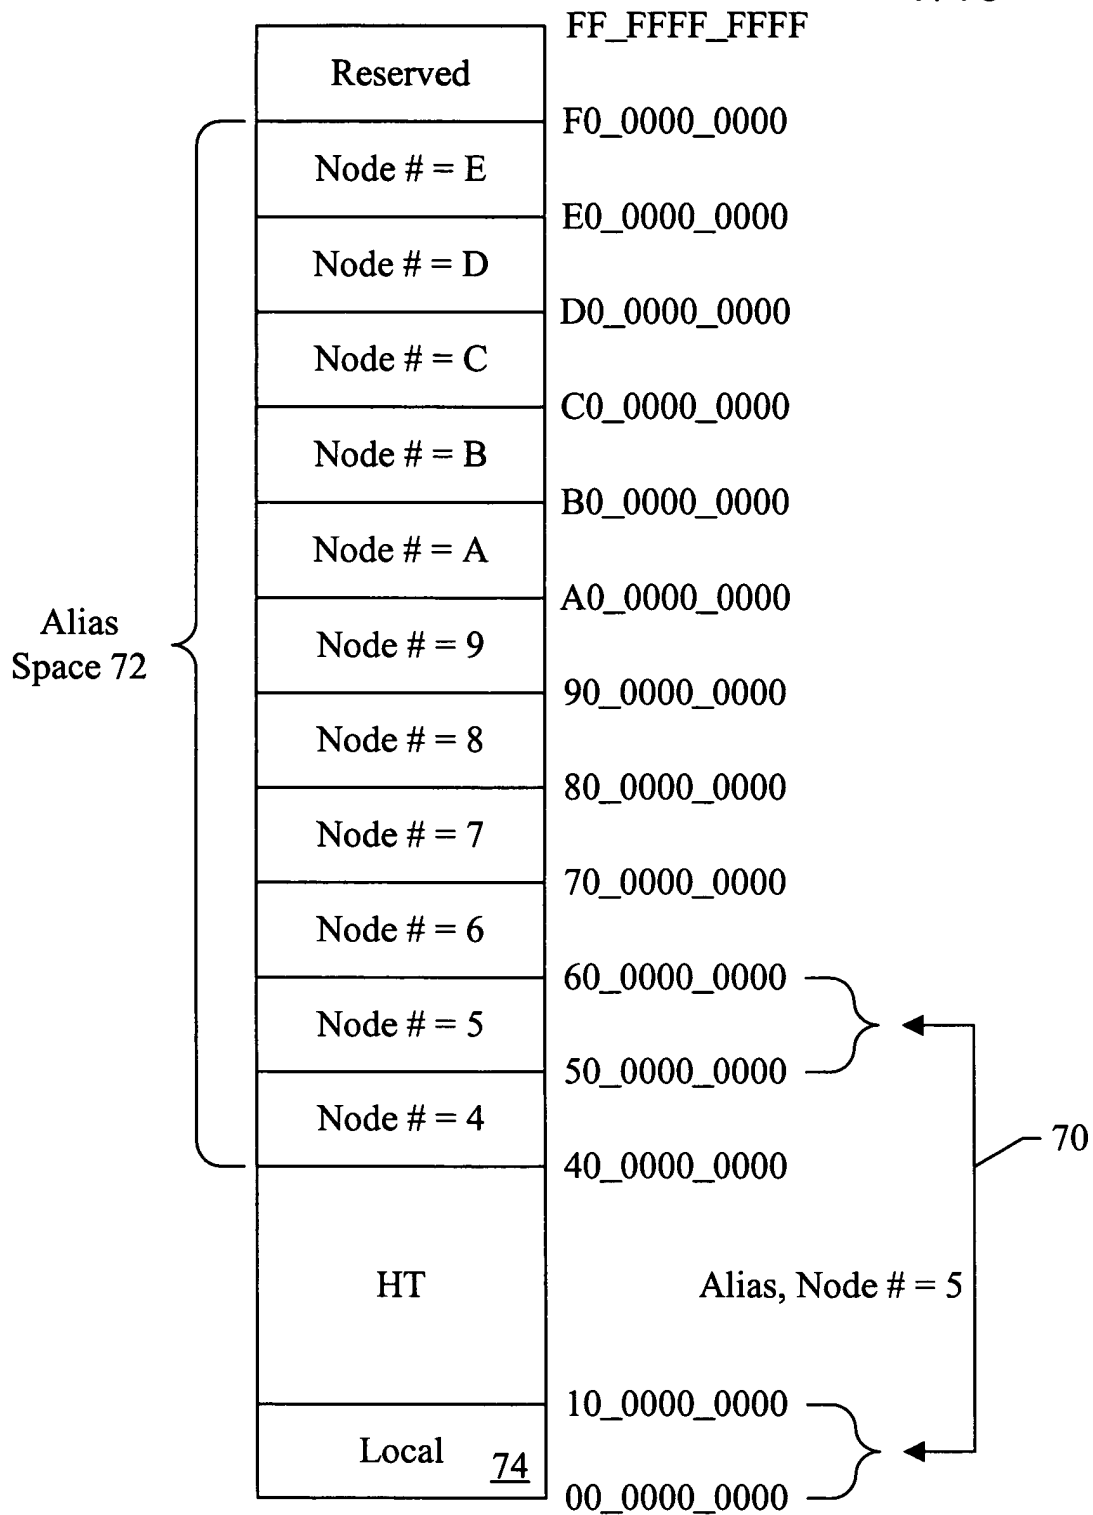 FF_FFFF_FFFF
Reserved
F0_0000_0000
Node # = E
E0_0000_0000
Node # = D
D0_0000_0000
Node # = C
C0_0000_0000
Node # = B
B0_0000_0000
Node # = A
A0_0000_0000
Alias
Space 72
Node # = 9
90_0000_0000
Node # = 8
80_0000_0000
Node # = 7
70_0000_0000
Node # = 6
60_0000_0000
Node # = 5
50_0000_0000
Node # = 4
70
40_0000_0000
HT
Alias, Node # = 5
10_0000_0000
Local
74
00_0000_0000